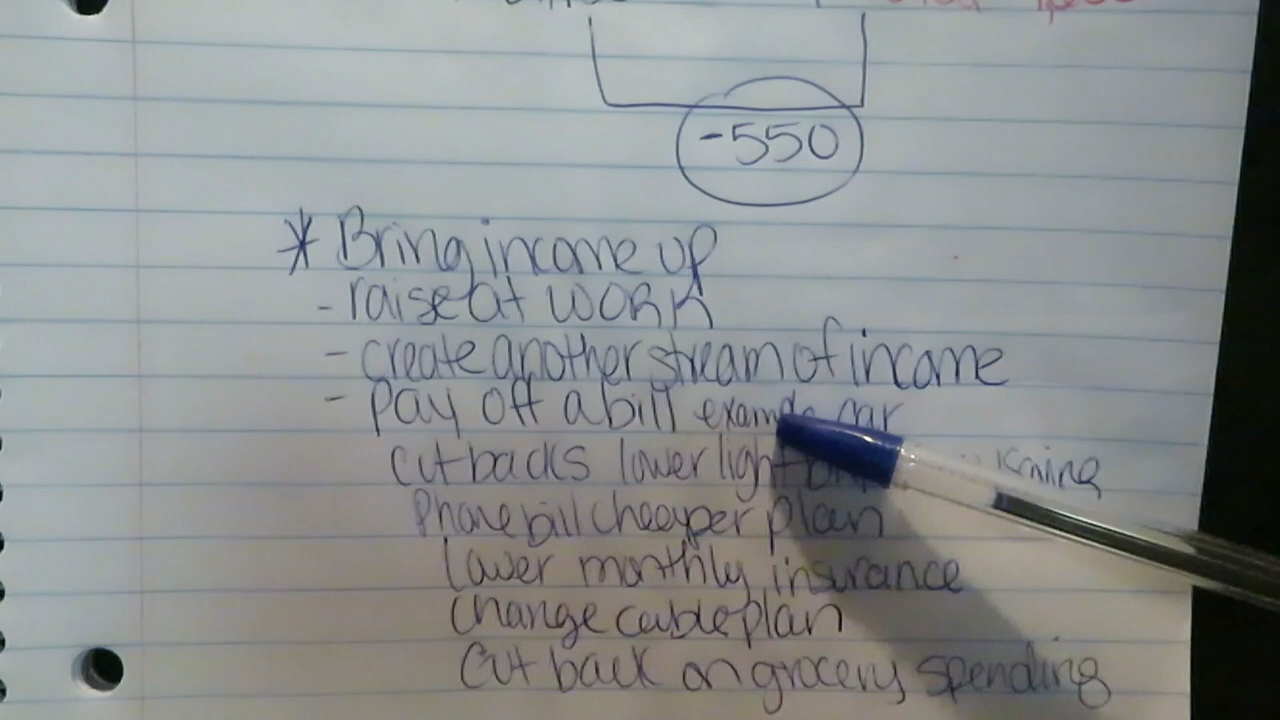 -550
* Bring income up
- raise at work
- create another stream of income
- pay off a bill example car
cut backs lower light
Phone bill cheaper plan
lower monthly insurance
change cable plan
Cut back on grocery spending